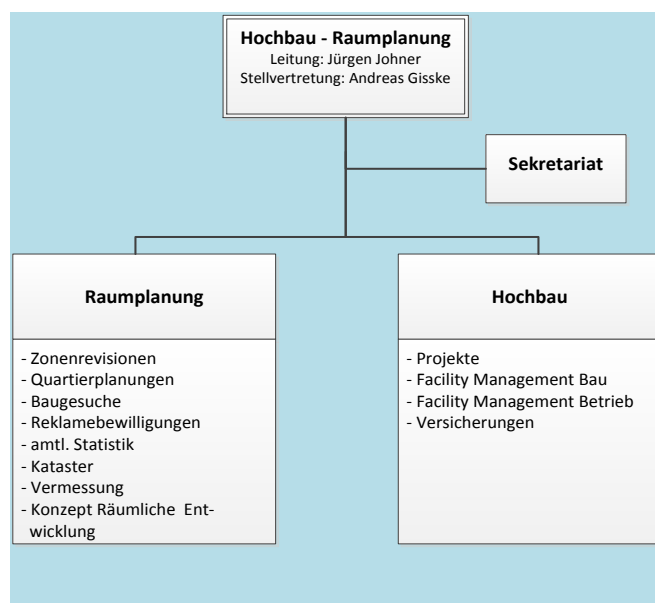 Hochbau - Raumplanung
Leitung: Jürgen Johner
Stellvertretung: Andreas Gisske
Sekretariat
Raumplanung
- Zonenrevisionen
- Quartierplanungen
- Baugesuche
- Reklamebewilligungen
- amtl. Statistik
- Kataster
- Vermessung
- Konzept Räumliche Ent-
wicklung
Hochbau
- Projekte
- Facility Management Bau
- Facility Management Betrieb
- Versicherungen